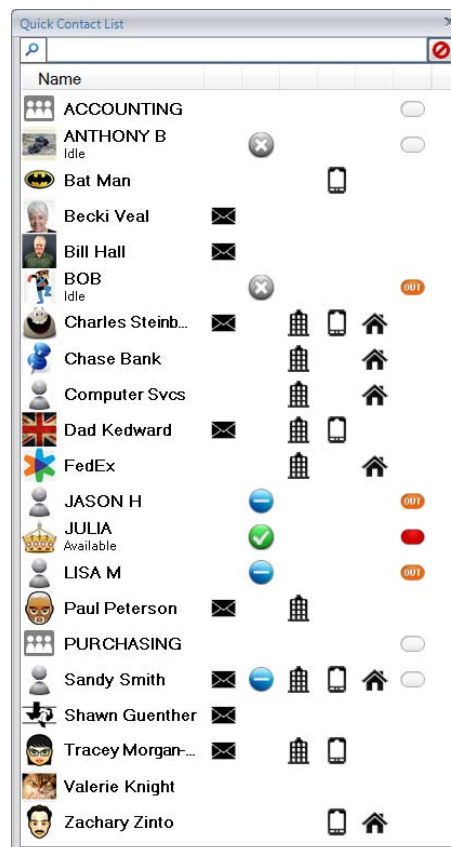 Quick Contact List
Name
ACCOUNTING
ANTHONY B
Idle
Bat Man
Becki Veal
Bill Hall
BOB
Idle
OUT
Charles Steinb...
Chase Bank
Computer Svcs
Dad Kedward
FedEx
JASON H
OUT
JULIA
Available
LISA M
OUT
Paul Peterson
PURCHASING
Sandy Smith
Shawn Guenther
Tracey Morgan-...
Valerie Knight
Zachary Zinto